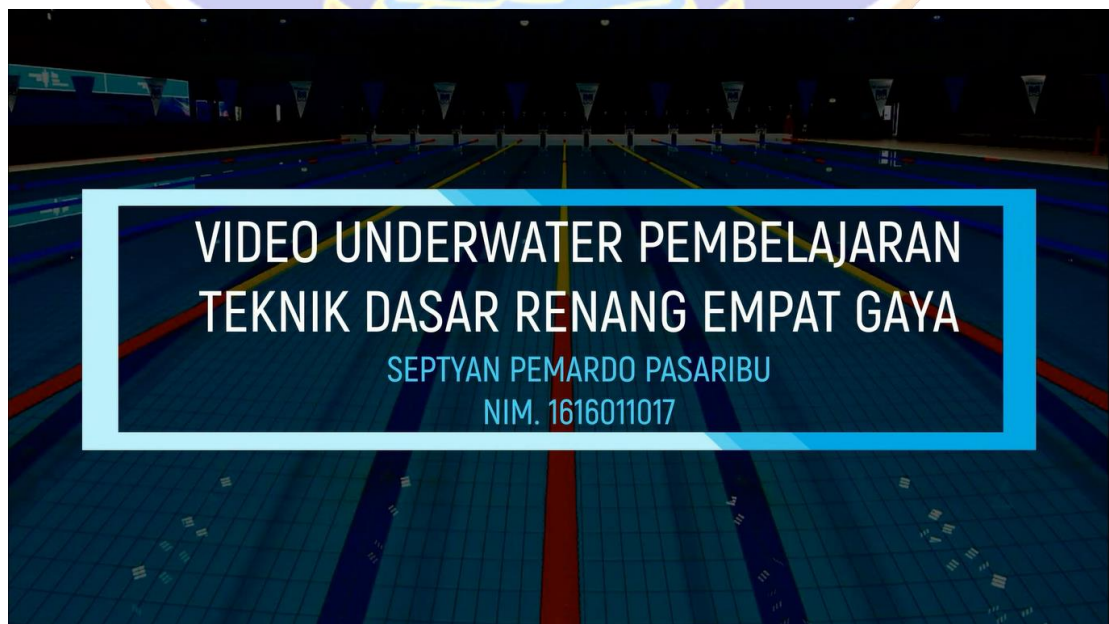 VIDEO UNDERWATER PEMBELAJARAN
TEKNIK DASAR RENANG EMPAT GAYA
SEPTYAN PEMARDO PASARIBU
NIM. 1616011017